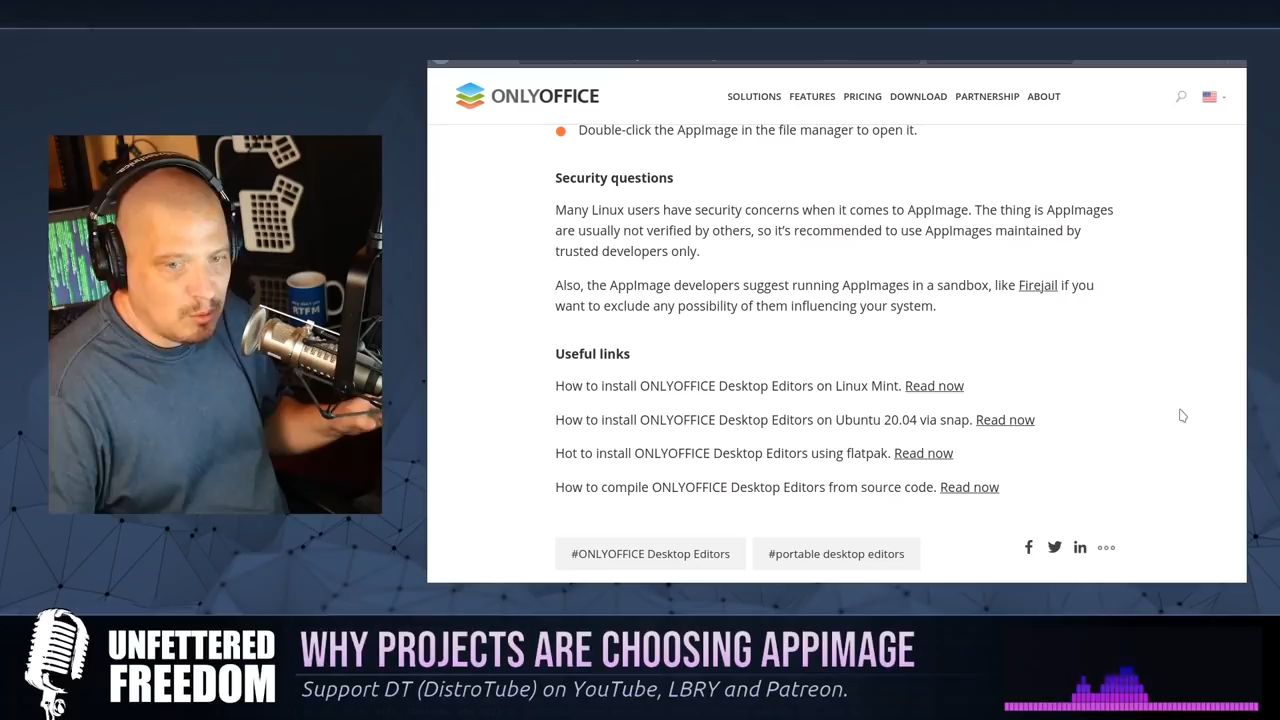 ONLYOFFICE
SOLUTIONS FEATURES PRICING DOWNLOAD PARTNERSHIP ABOUT
Double-click the AppImage in the file manager to open it.
Security questions
Many Linux users have security concerns when it comes to AppImage. The thing is AppImages
are usually not verified by others, so it’s recommended to use AppImages maintained by
trusted developers only.
Also, the AppImage developers suggest running AppImages in a sandbox, like Firejail if you
want to exclude any possibility of them influencing your system.
Useful links
How to install ONLYOFFICE Desktop Editors on Linux Mint. Read now
How to install ONLYOFFICE Desktop Editors on Ubuntu 20.04 via snap. Read now
Hot to install ONLYOFFICE Desktop Editors using flatpak. Read now
How to compile ONLYOFFICE Desktop Editors from source code. Read now
#ONLYOFFICE Desktop Editors #portable desktop editors
RTFM
UNFETTERED
FREEDOM
WHY PROJECTS ARE CHOOSING APPIMAGE
Support DT (DistroTube) on YouTube, LBRY and Patreon.